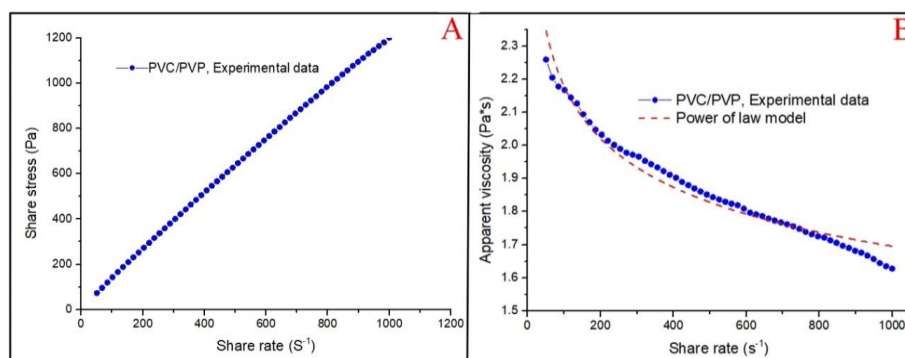 A
1200
1000
800
600
400
200
0
Share stress (Pa)
PVC/PVP, Experimental data
0 200 400 600 800 1000 1200
Share rate (S⁻¹)
B
2.3
2.2
2.1
2.0
1.9
1.8
1.7
1.6
1.5
Apparent viscosity (Pa*s)
PVC/PVP, Experimental data
Power of law model
0 200 400 600 800 1000
Share rate (s⁻¹)